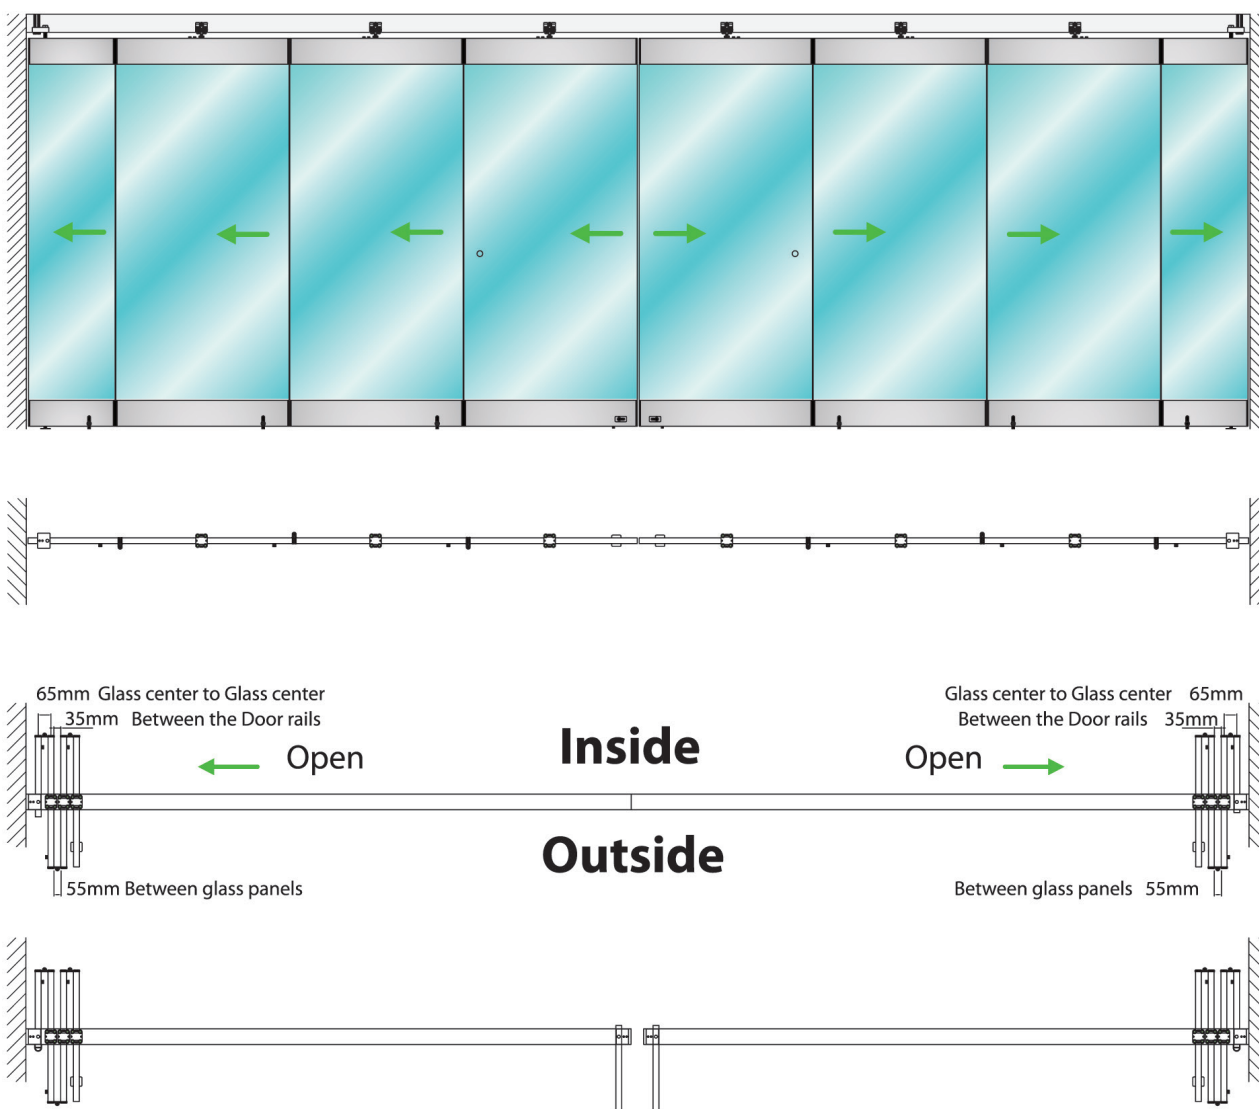 65mm Glass center to Glass center
35mm Between the Door rails
Glass center to Glass center 65mm
Between the Door rails 35mm
Open
Inside
Open
Outside
55mm Between glass panels
Between glass panels 55mm